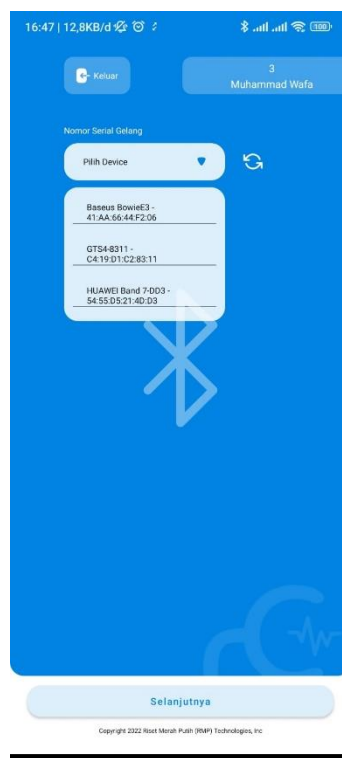 16:47 | 12,8KB/d
100
Keluar
3
Muhammad Wafa
Nomor Serial Gelang
Pilih Device
Baseus BowieE3 -
41:AA:66:44:F2:06
GTS4-8311 -
C4:19:D1:C2:83:11
HUAWEI Band 7-DD3 -
54:55:D5:21:4D:D3
Selanjutnya
Copyright 2022 Riset Merah Putih (RMP) Technologies, Inc